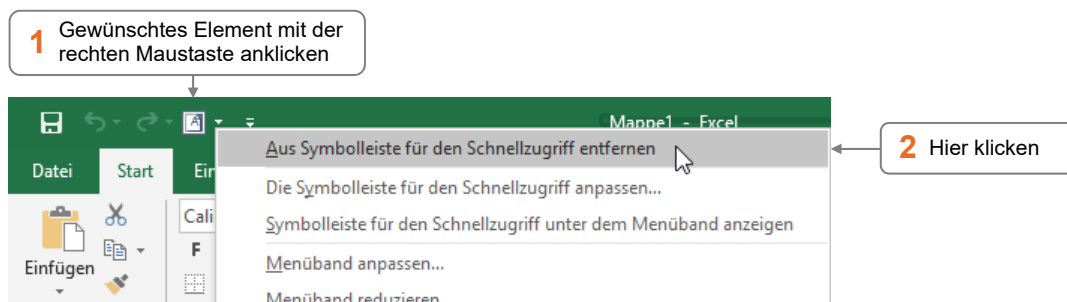 1 Gewünschtes Element mit der
rechten Maustaste anklicken
A
Mappe1 - Excel
Aus Symbolleiste für den Schnellzugriff entfernen
2 Hier klicken
Datei Start Ein
Die Symbolleiste für den Schnellzugriff anpassen...
Cali
Symbolleiste für den Schnellzugriff unter dem Menüband anzeigen
F
Einfügen
Menüband anpassen...
Menüband reduzieren